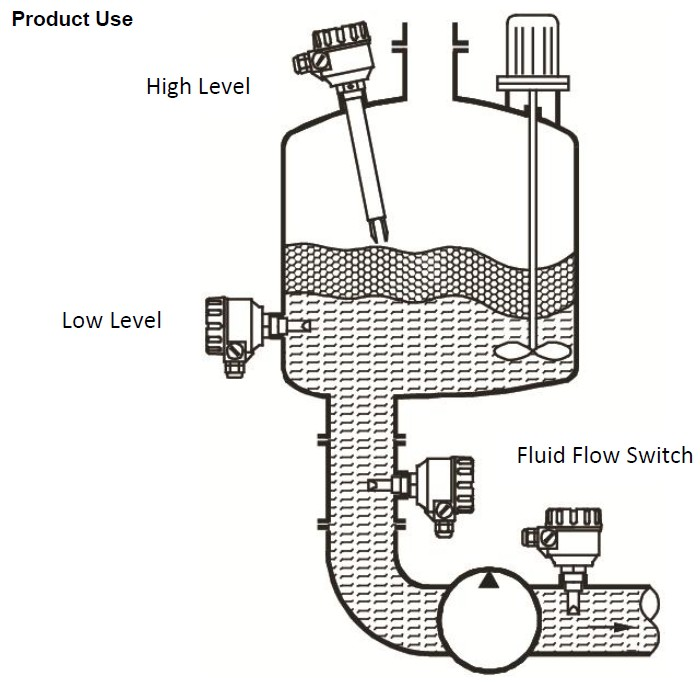 Product Use
High Level
Low Level
Fluid Flow Switch